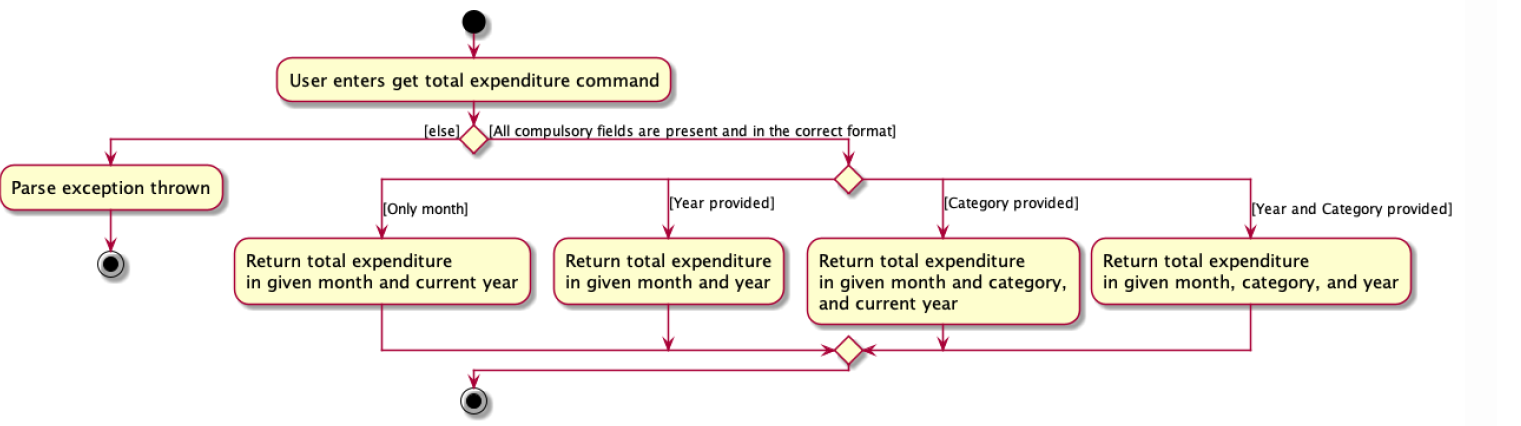 User enters get total expenditure command
[else]
[All compulsory fields are present and in the correct format]
Parse exception thrown
[Only month]
[Year provided]
[Category provided]
[Year and Category provided]
Return total expenditure
in given month and current year
Return total expenditure
in given month and year
Return total expenditure
in given month and category,
and current year
Return total expenditure
in given month, category, and year